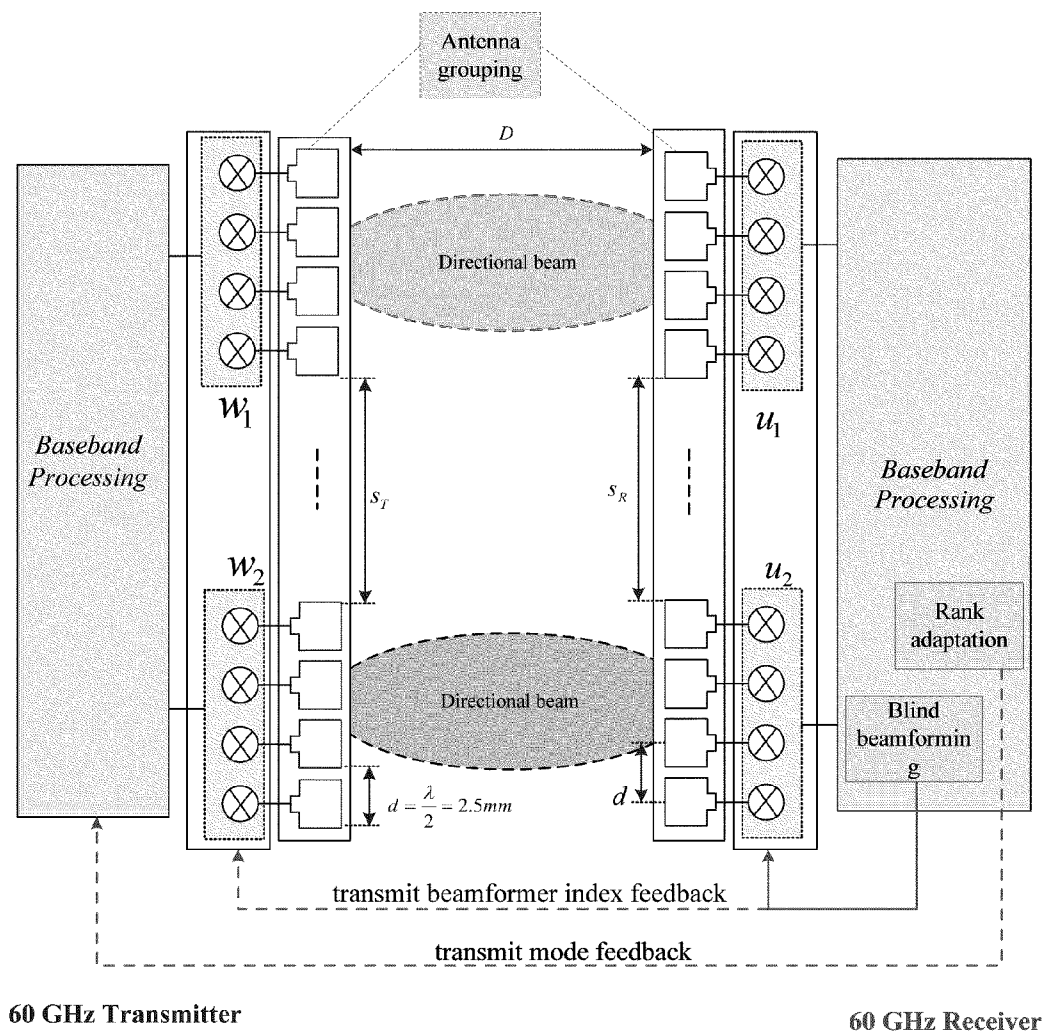 Antenna
grouping
D
Directional beam
w1
u1
Baseband
Processing
Baseband
Processing
sT
sR
w2
u2
Rank
adaptation
Directional beam
Blind
beamformin
g
d = λ/2 = 2.5mm
d
transmit beamformer index feedback
transmit mode feedback
60 GHz Transmitter
60 GHz Receiver